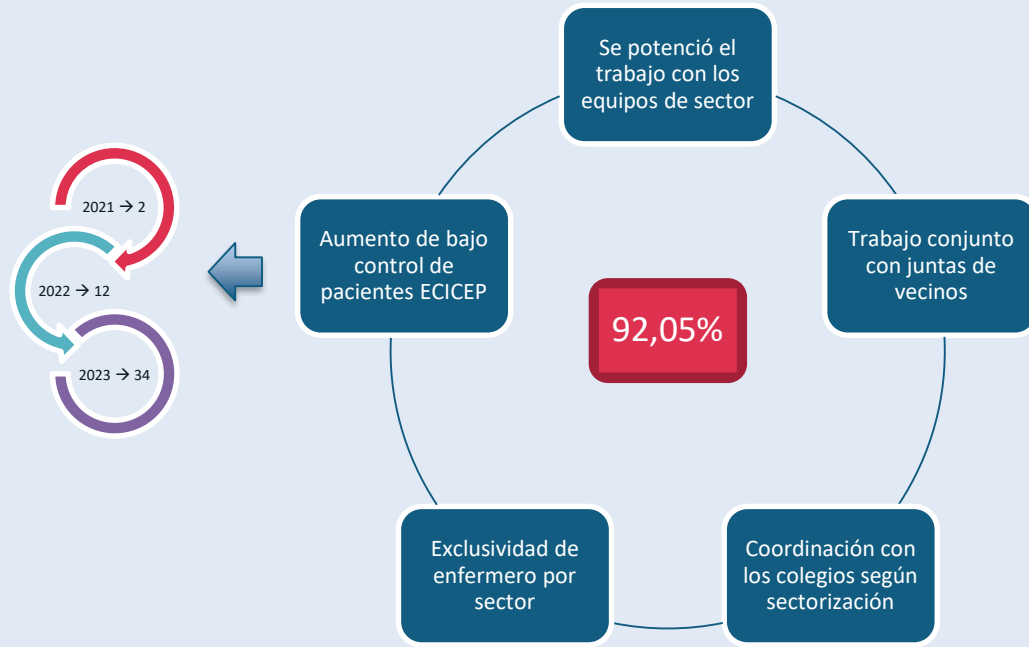 Se potenció el
trabajo con los
equipos de sector
2021 → 2
2022 → 12
2023 → 34
Aumento de bajo
control de
pacientes ECICEP
92,05%
Trabajo conjunto
con juntas de
vecinos
Exclusividad de
enfermero por
sector
Coordinación con
los colegios según
sectorización